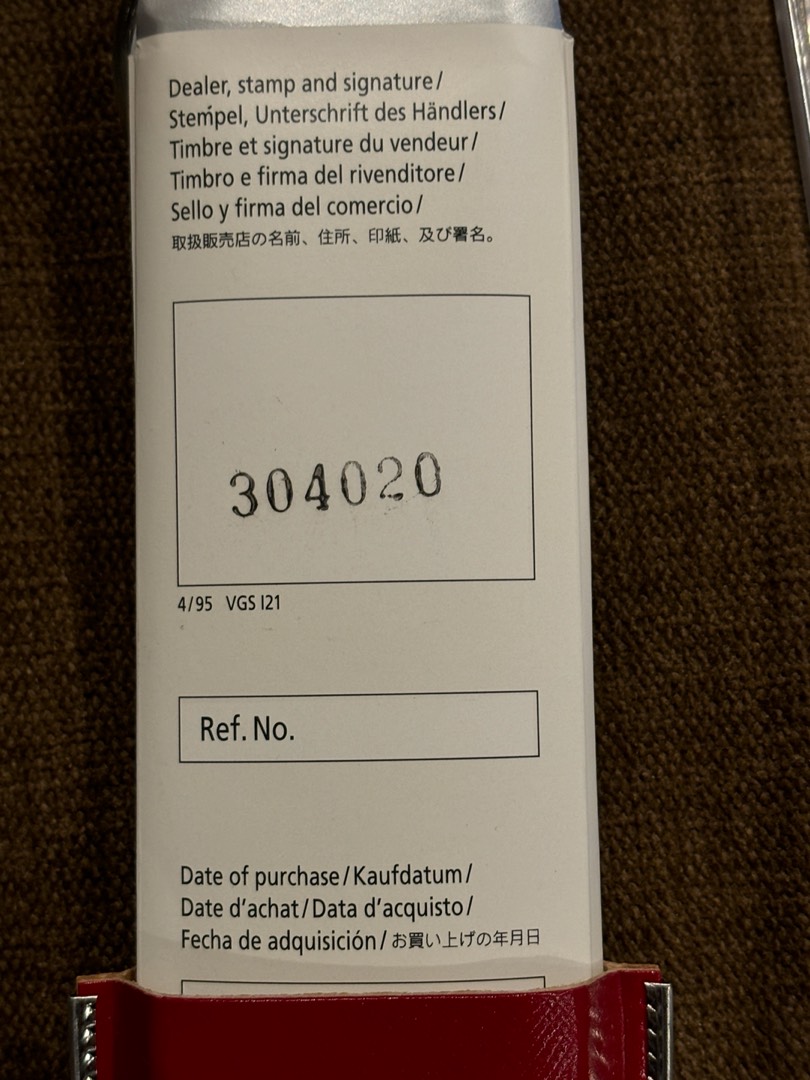 Dealer, stamp and signature/
Stempel, Unterschrift des Händlers/
Timbre et signature du vendeur/
Timbro e firma del rivenditore/
Sello y firma del comercio/
取扱販売店の名前、住所、印紙、及び署名。
304020
4/95 VGS I21
Ref. No.
Date of purchase/Kaufdatum/
Date d'achat/Data d'acquisto/
Fecha de adquisición/お買い上げの年月日